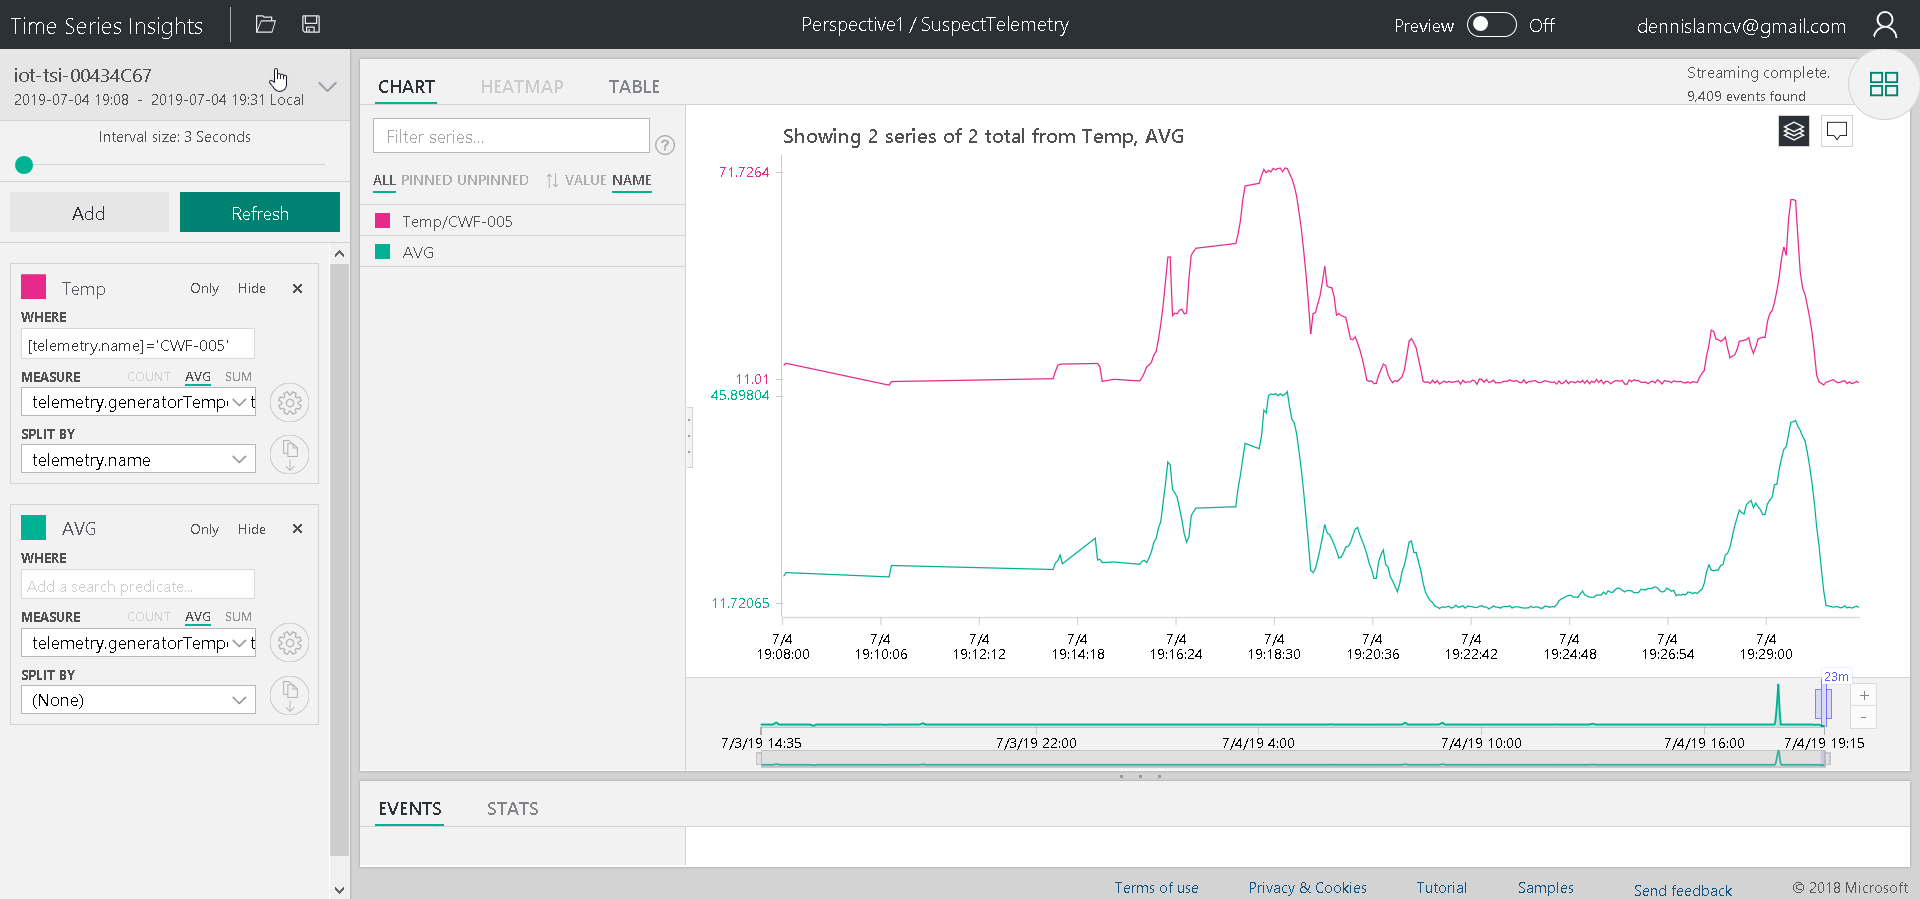 Time Series Insights
Perspective1 / SuspectTelemetry
Preview Off
dennislamcv@gmail.com
iot-tsi-00434C67
2019-07-04 19:08 - 2019-07-04 19:31 Local
Interval size: 3 Seconds
Add Refresh
Temp Only Hide ×
WHERE
[telemetry.name]='CWF-005'
MEASURE COUNT AVG SUM
telemetry.generatorTemp t
SPLIT BY
telemetry.name
AVG Only Hide ×
WHERE
Add a search predicate...
MEASURE COUNT AVG SUM
telemetry.generatorTemp t
SPLIT BY
(None)
CHART HEATMAP TABLE
Streaming complete.
9,409 events found
Filter series...
?
ALL PINNED UNPINNED VALUE NAME
Temp/CWF-005
AVG
Showing 2 series of 2 total from Temp, AVG
71.7264
11.01
45.89804
11.72065
7/4 7/4 7/4 7/4 7/4 7/4 7/4 7/4 7/4 7/4 7/4
19:08:00 19:10:06 19:12:12 19:14:18 19:16:24 19:18:30 19:20:36 19:22:42 19:24:48 19:26:54 19:29:00
23m
+
-
7/3/19 14:35 7/3/19 22:00 7/4/19 4:00 7/4/19 10:00 7/4/19 16:00 7/4/19 19:15
EVENTS STATS
Terms of use Privacy & Cookies Tutorial Samples Send feedback © 2018 Microsoft